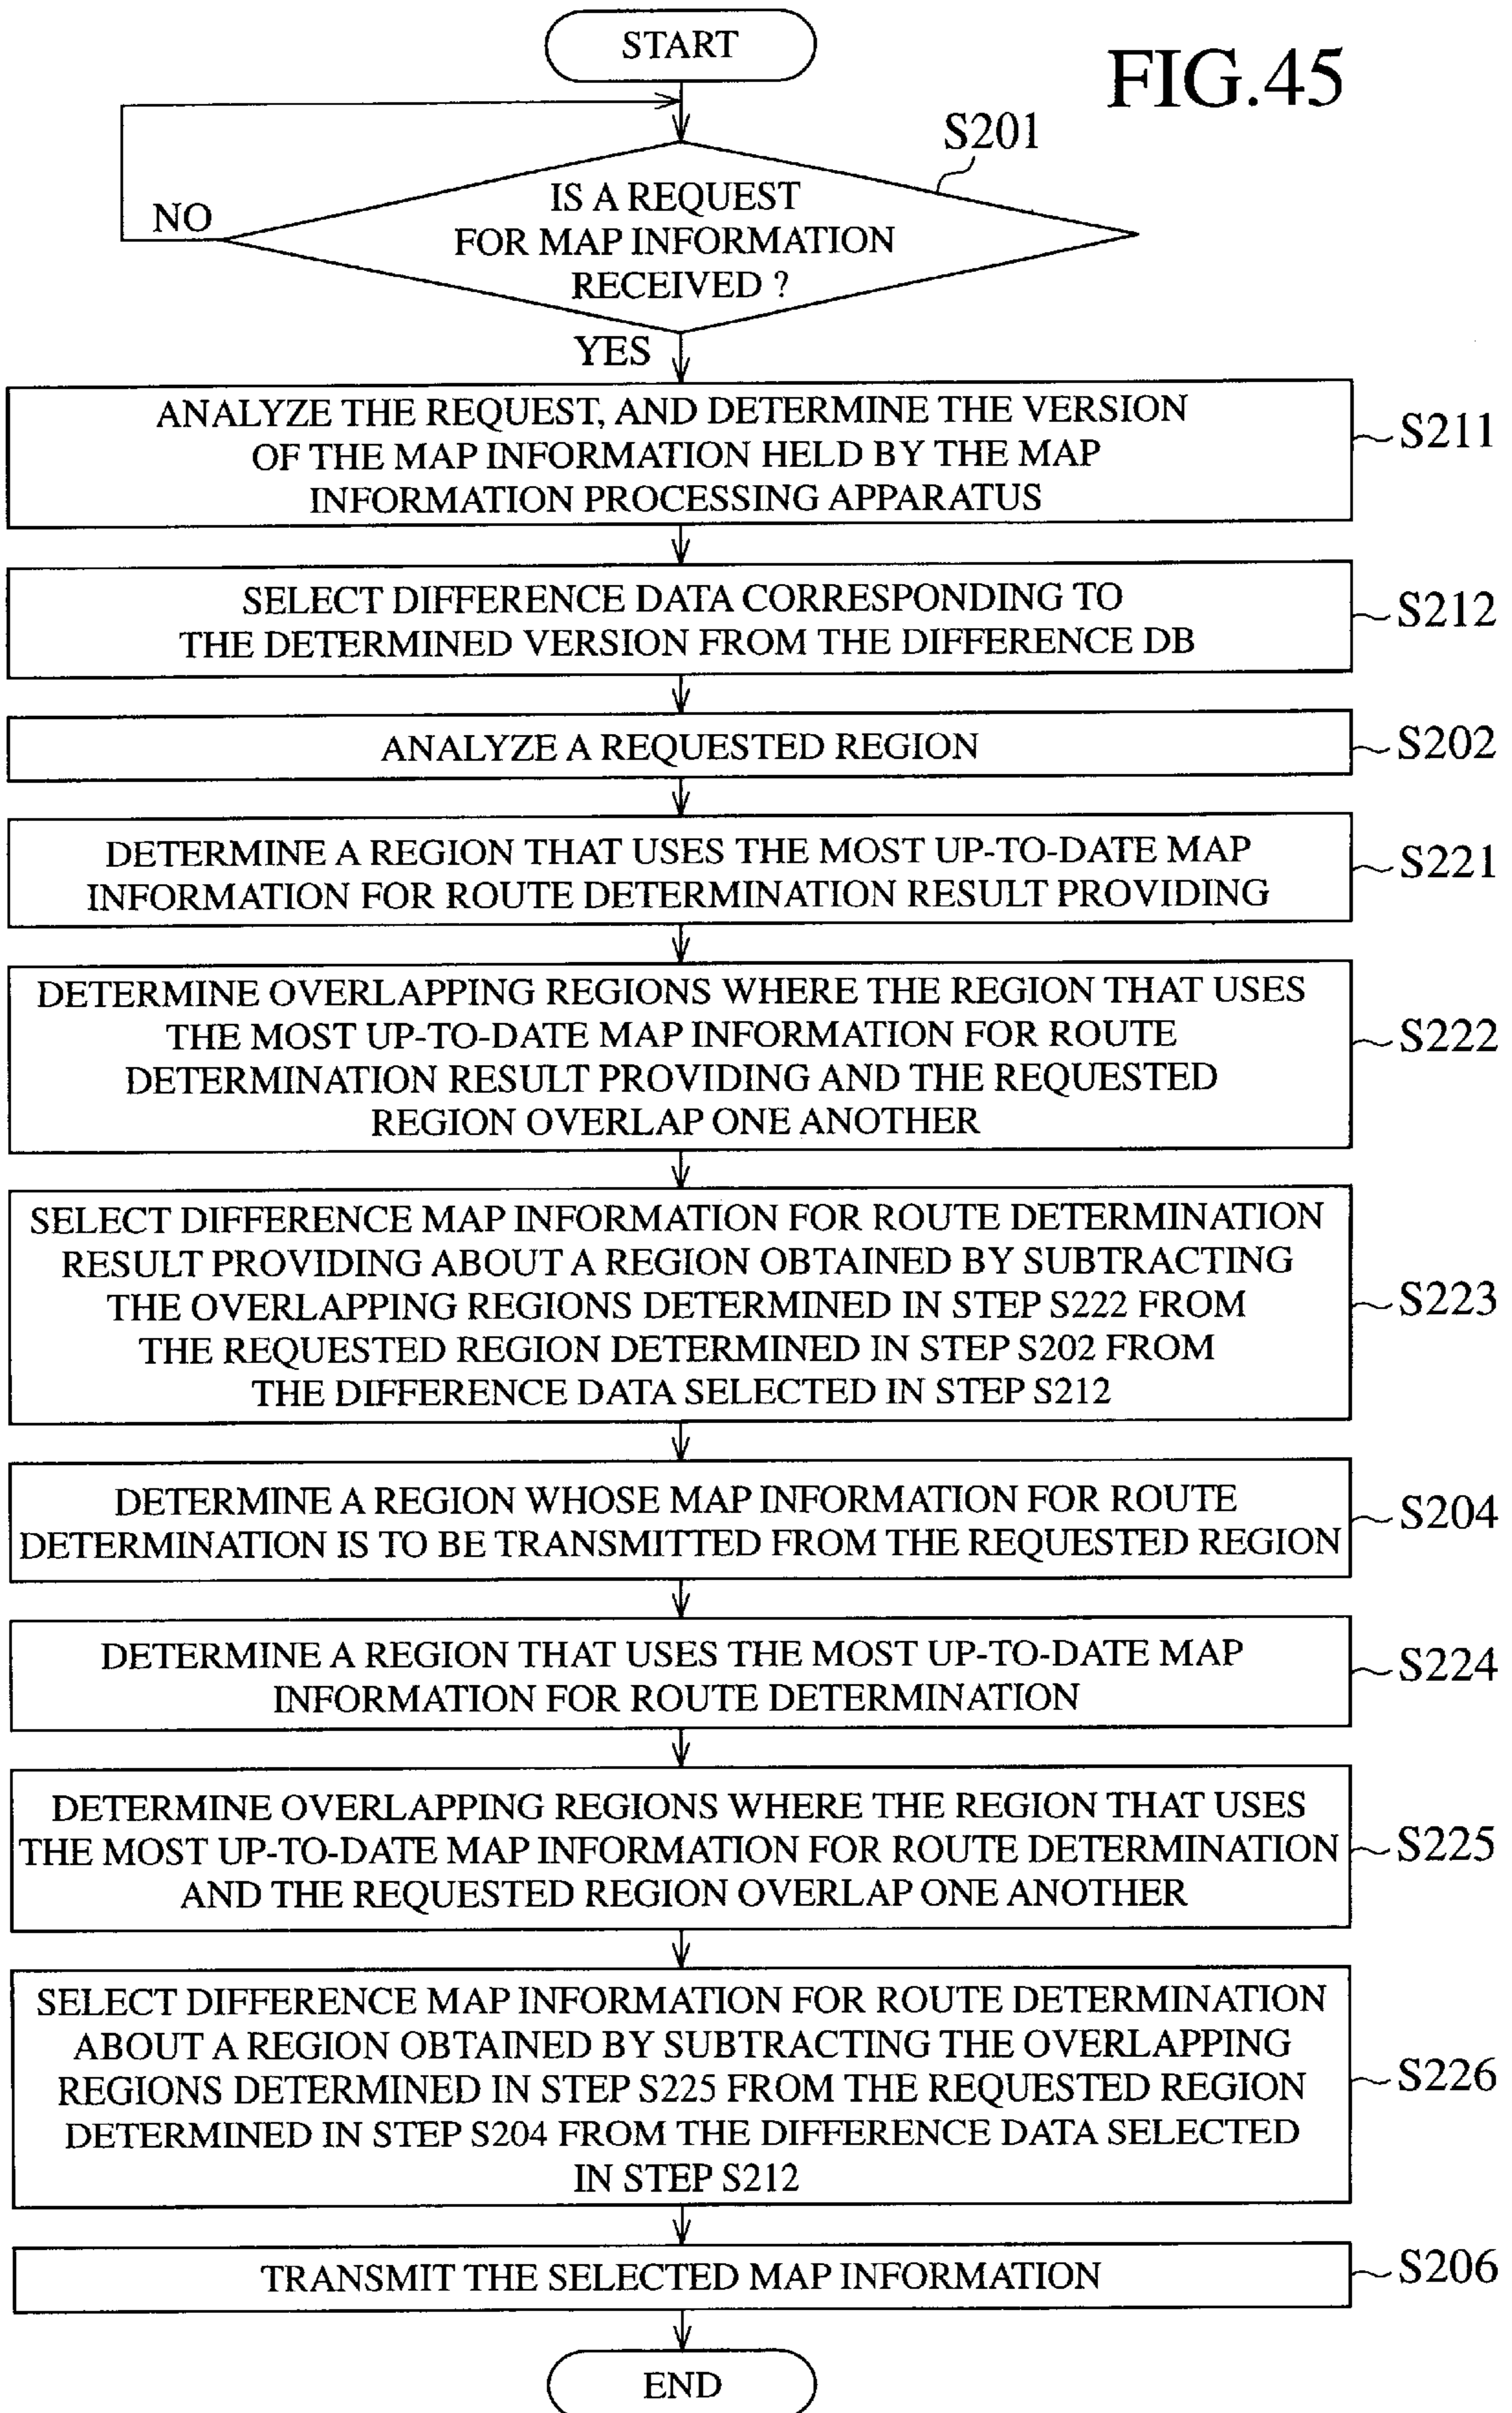 START
FIG.45
S201
IS A REQUEST
FOR MAP INFORMATION
RECEIVED ?
NO
YES
ANALYZE THE REQUEST, AND DETERMINE THE VERSION
OF THE MAP INFORMATION HELD BY THE MAP
INFORMATION PROCESSING APPARATUS
S211
SELECT DIFFERENCE DATA CORRESPONDING TO
THE DETERMINED VERSION FROM THE DIFFERENCE DB
S212
ANALYZE A REQUESTED REGION
S202
DETERMINE A REGION THAT USES THE MOST UP-TO-DATE MAP
INFORMATION FOR ROUTE DETERMINATION RESULT PROVIDING
S221
DETERMINE OVERLAPPING REGIONS WHERE THE REGION THAT USES
THE MOST UP-TO-DATE MAP INFORMATION FOR ROUTE
DETERMINATION RESULT PROVIDING AND THE REQUESTED
REGION OVERLAP ONE ANOTHER
S222
SELECT DIFFERENCE MAP INFORMATION FOR ROUTE DETERMINATION
RESULT PROVIDING ABOUT A REGION OBTAINED BY SUBTRACTING
THE OVERLAPPING REGIONS DETERMINED IN STEP S222 FROM
THE REQUESTED REGION DETERMINED IN STEP S202 FROM
THE DIFFERENCE DATA SELECTED IN STEP S212
S223
DETERMINE A REGION WHOSE MAP INFORMATION FOR ROUTE
DETERMINATION IS TO BE TRANSMITTED FROM THE REQUESTED REGION
S204
DETERMINE A REGION THAT USES THE MOST UP-TO-DATE MAP
INFORMATION FOR ROUTE DETERMINATION
S224
DETERMINE OVERLAPPING REGIONS WHERE THE REGION THAT USES
THE MOST UP-TO-DATE MAP INFORMATION FOR ROUTE DETERMINATION
AND THE REQUESTED REGION OVERLAP ONE ANOTHER
S225
SELECT DIFFERENCE MAP INFORMATION FOR ROUTE DETERMINATION
ABOUT A REGION OBTAINED BY SUBTRACTING THE OVERLAPPING
REGIONS DETERMINED IN STEP S225 FROM THE REQUESTED REGION
DETERMINED IN STEP S204 FROM THE DIFFERENCE DATA SELECTED
IN STEP S212
S226
TRANSMIT THE SELECTED MAP INFORMATION
S206
END